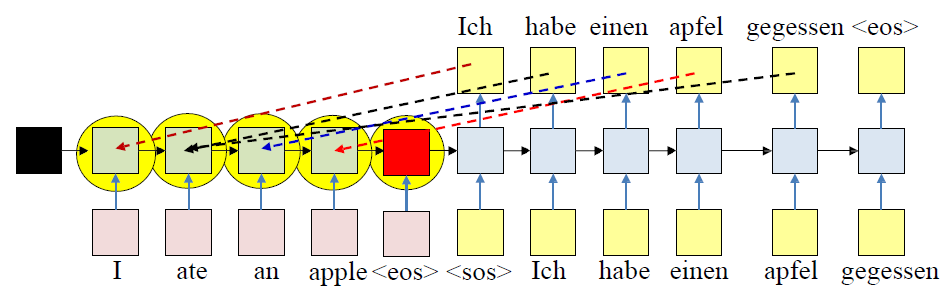 Ich habe einen apfel gegessen <eos>
I ate an apple <eos> <sos> Ich habe einen apfel gegessen